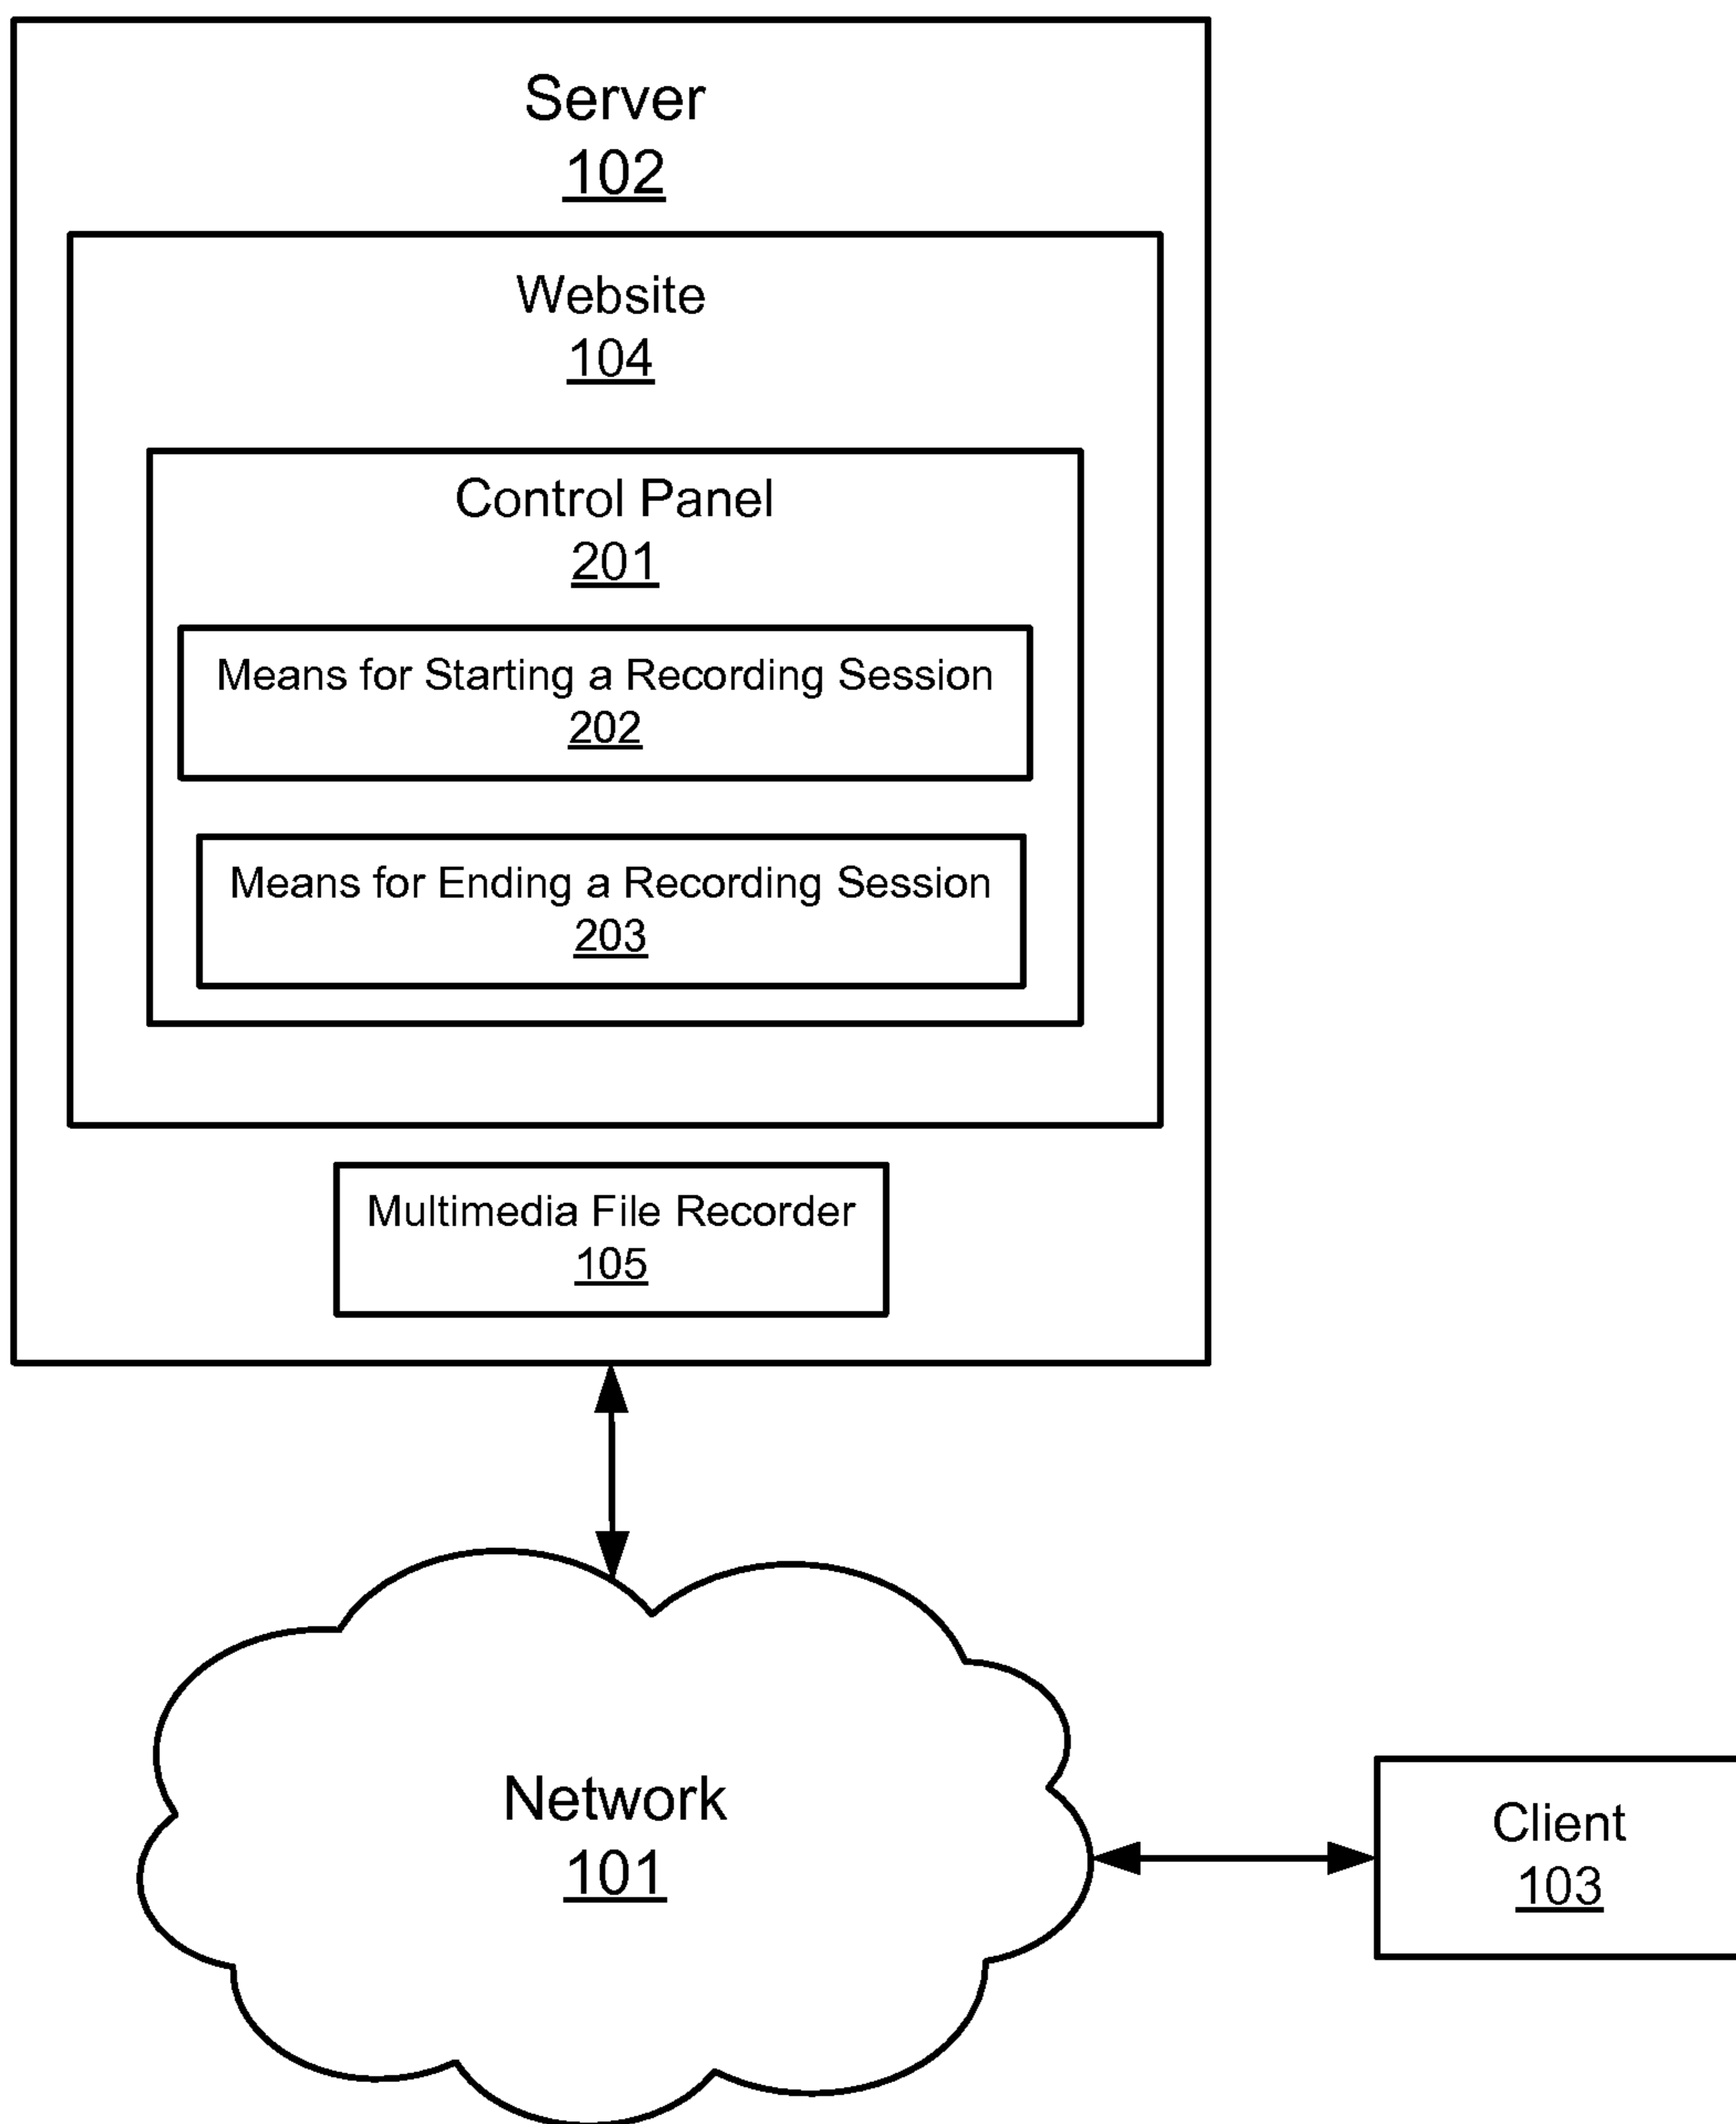 Server
102
Website
104
Control Panel
201
Means for Starting a Recording Session
202
Means for Ending a Recording Session
203
Multimedia File Recorder
105
Network
101
Client
103